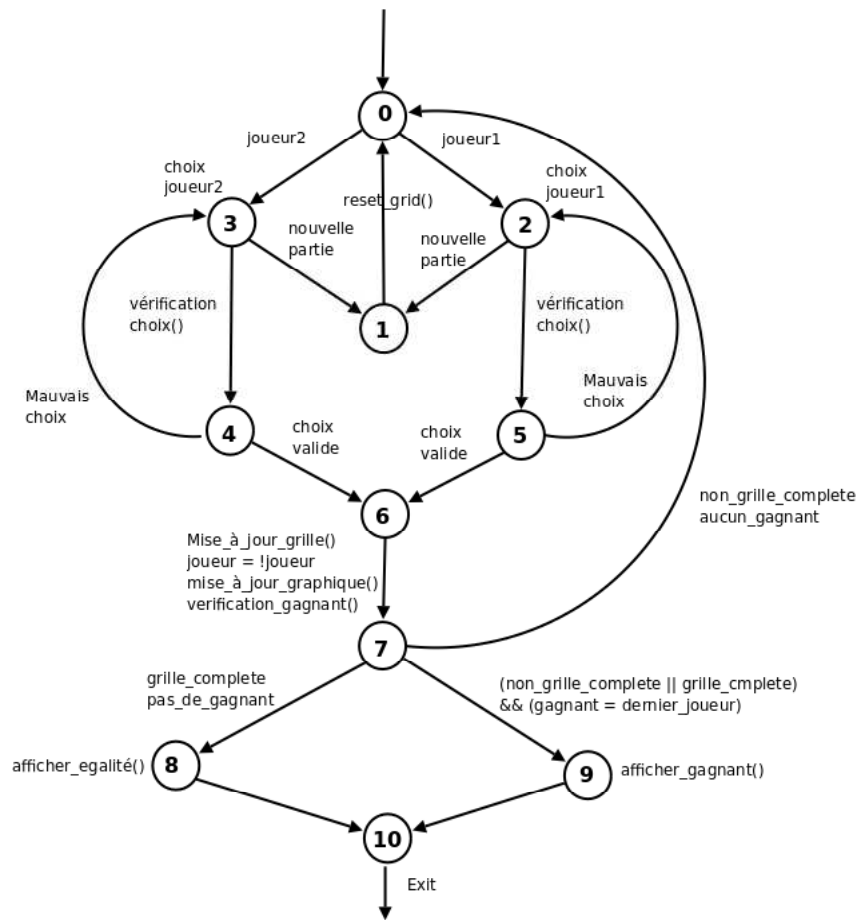 0
joueur2
joueur1
choix
joueur2
choix
joueur1
reset_grid()
3
2
nouvelle
partie
nouvelle
partie
vérification
choix()
vérification
choix()
1
Mauvais
choix
Mauvais
choix
4
5
choix
valide
choix
valide
non_grille_complete
aucun_gagnant
6
Mise_à_jour_grille()
joueur = !joueur
mise_à_jour_graphique()
verification_gagnant()
7
grille_complete
pas_de_gagnant
(non_grille_complete || grille_cmplete)
&& (gagnant = dernier_joueur)
afficher_egalité()
8
9
afficher_gagnant()
10
Exit